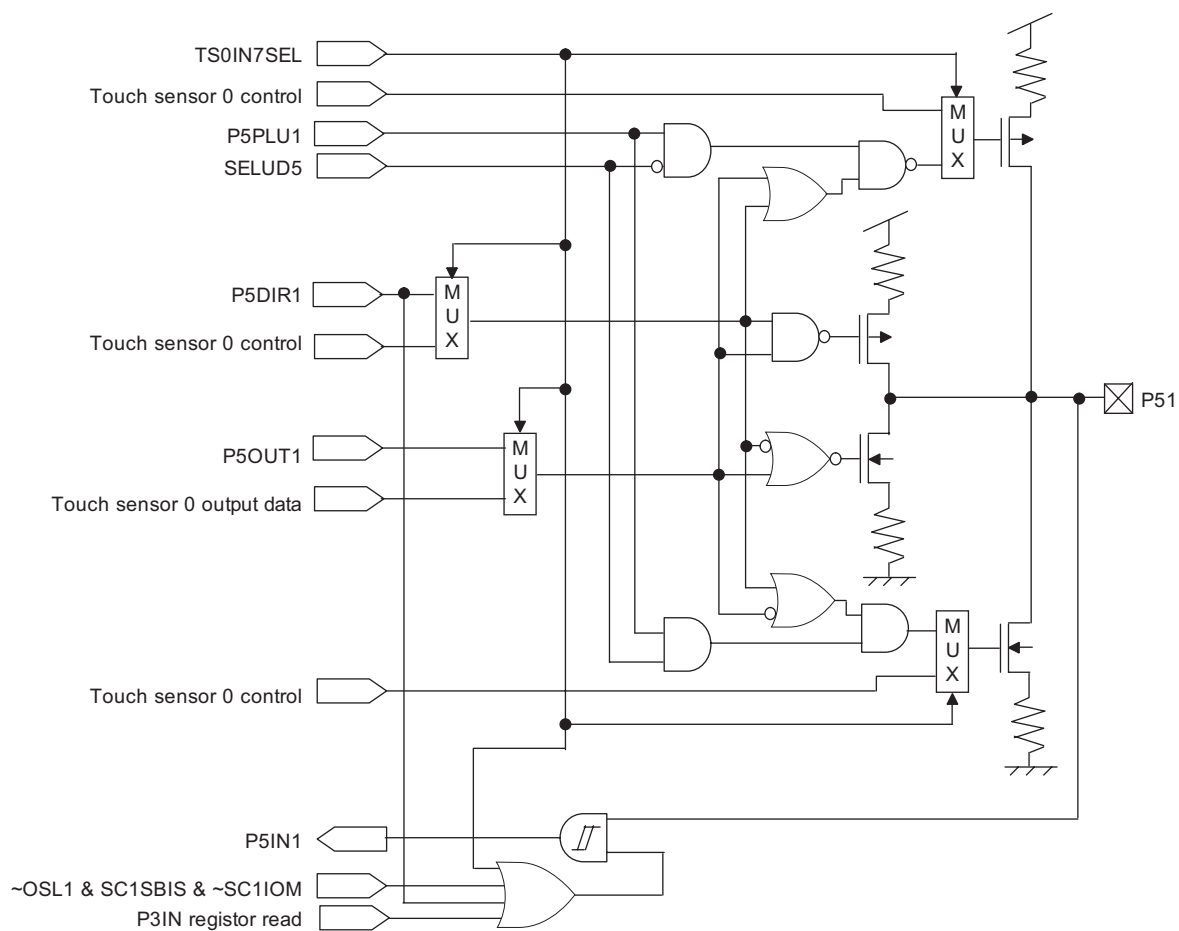 TS0IN7SEL
Touch sensor 0 control
P5PLU1
SELUD5
M
U
X
P5DIR1
Touch sensor 0 control
M
U
X
P51
P5OUT1
Touch sensor 0 output data
M
U
X
Touch sensor 0 control
M
U
X
P5IN1
~OSL1 & SC1SBIS & ~SC1IOM
P3IN registor read